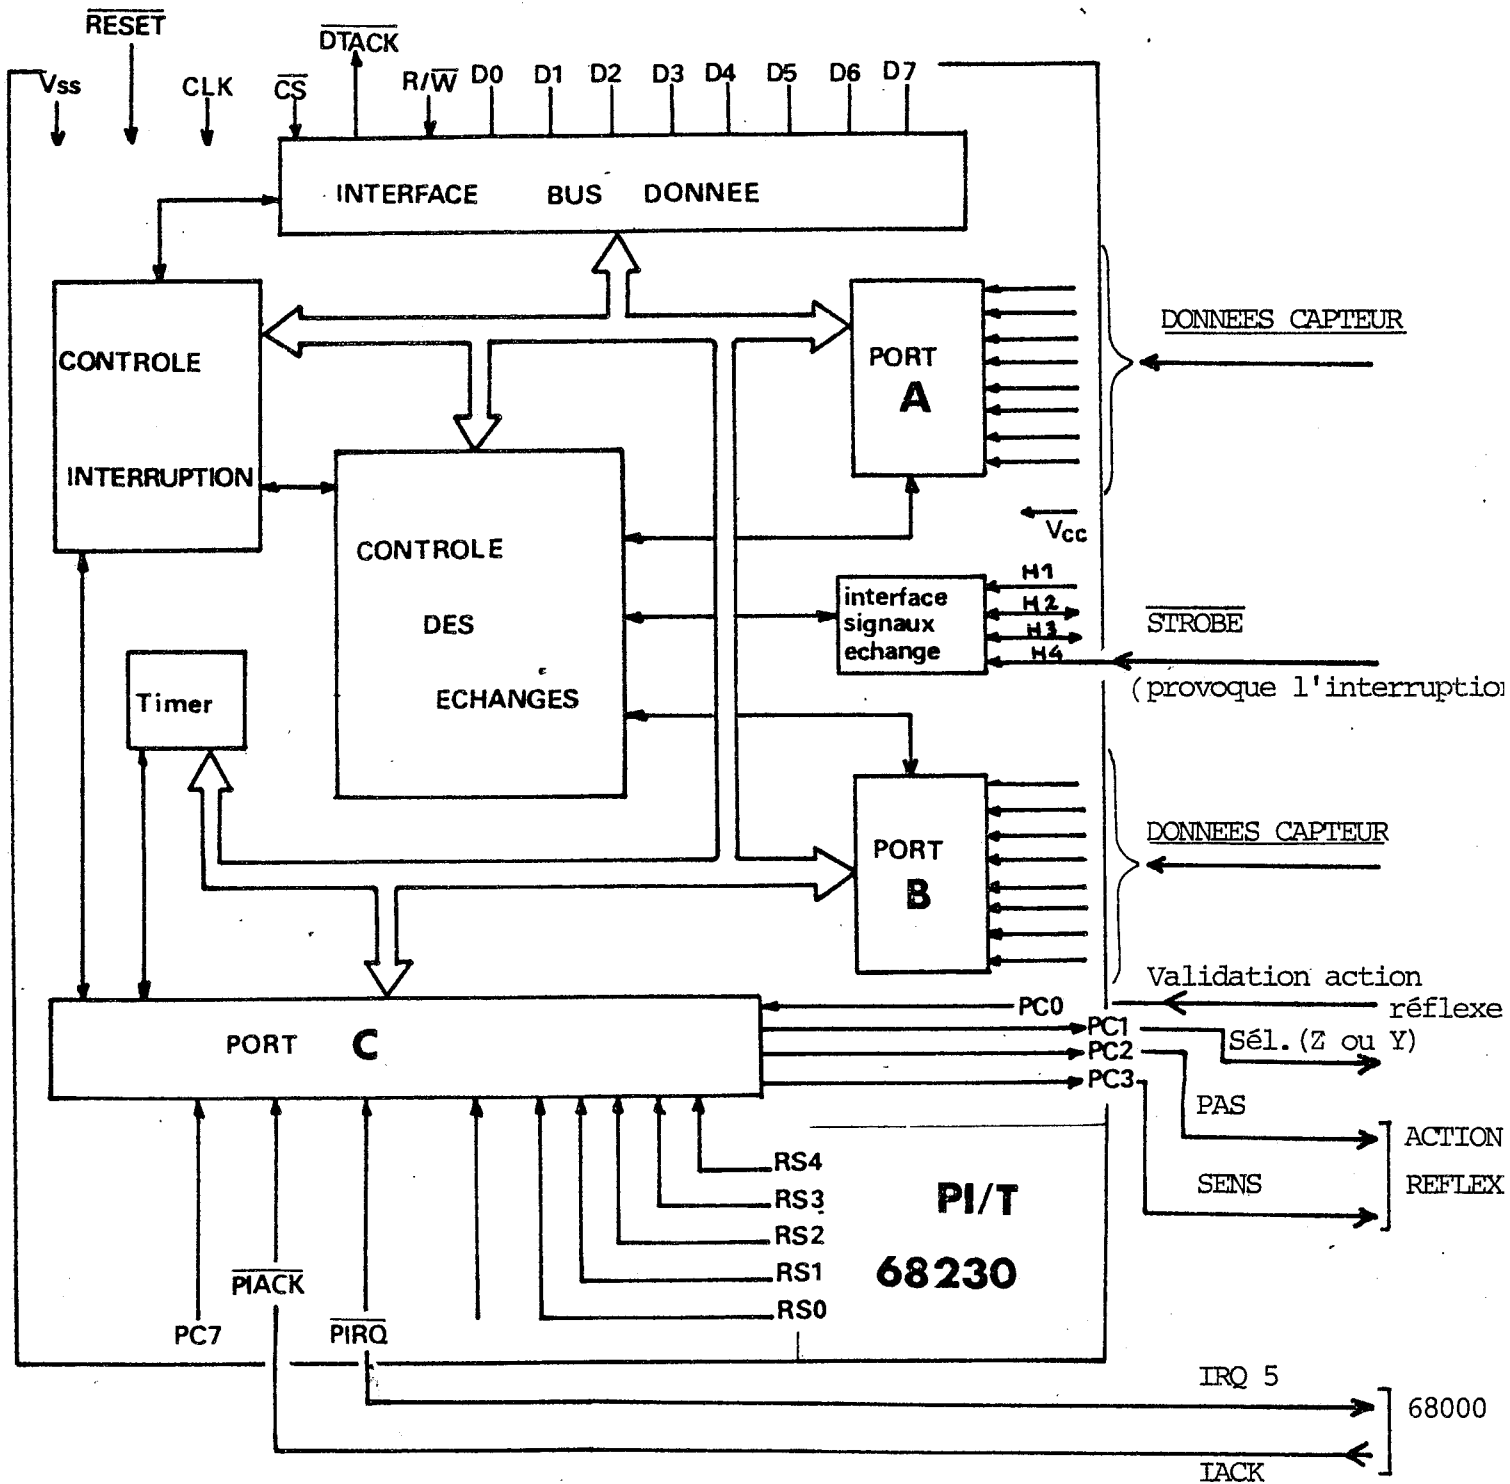 RESET
DTACK
Vss
CLK
CS
R/W
D0
D1
D2
D3
D4
D5
D6
D7
INTERFACE BUS DONNEE
CONTROLE
INTERRUPTION
PORT
A
DONNEES CAPTEUR
Vcc
CONTROLE
DES
ECHANGES
interface
signaux
echange
H1
H2
H3
H4
STROBE
(provoque l'interruption
Timer
PORT
B
DONNEES CAPTEUR
Validation action
réflexe
PORT C
PC0
PC1
PC2
PC3
Sél.(Z ou Y)
PAS
SENS
ACTION
REFLEX
RS4
RS3
RS2
RS1
RS0
PI/T
68230
PIACK
PC7
PIRQ
IRQ 5
68000
IACK